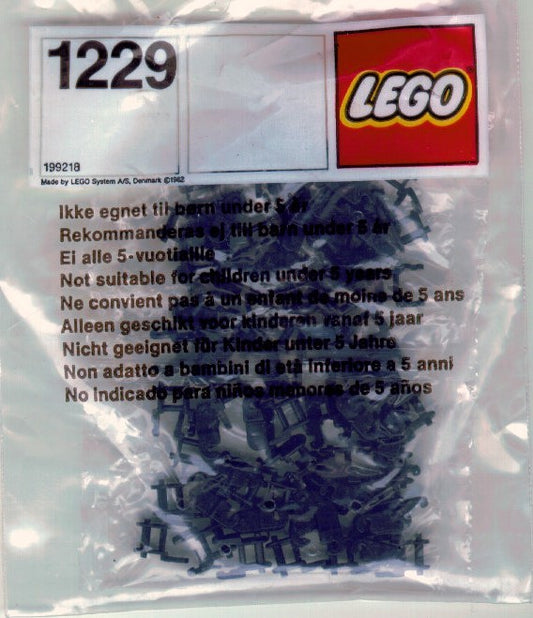 1229
LEGO
199218
Made by LEGO System A/S, Denmark ©1982
Ikke egnet til børn under 5 år
Rekommanderas ej till barn under 5 år
Ei alle 5-vuotiaille
Not suitable for children under 5 years
Ne convient pas à un enfant de moins de 5 ans
Alleen geschikt voor kinderen vanaf 5 jaar
Nicht geeignet für Kinder unter 5 Jahre
Non adatto a bambini di età inferiore a 5 anni
No indicado para niños menores de 5 años